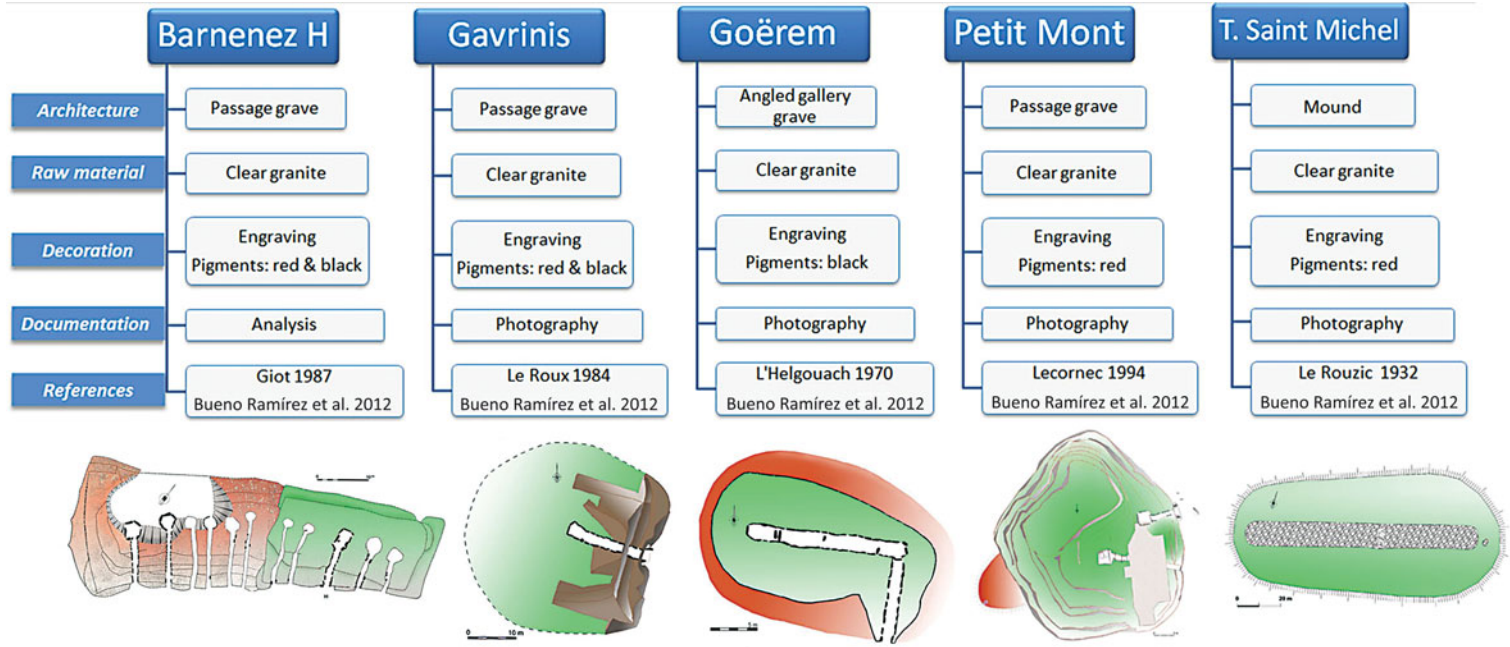 Barnenez H
Gavrinis
Goërem
Petit Mont
T. Saint Michel
Architecture
Passage grave
Passage grave
Angled gallery
grave
Passage grave
Mound
Raw material
Clear granite
Clear granite
Clear granite
Clear granite
Clear granite
Decoration
Engraving
Pigments: red & black
Engraving
Pigments: red & black
Engraving
Pigments: black
Engraving
Pigments: red
Engraving
Pigments: red
Documentation
Analysis
Photography
Photography
Photography
Photography
References
Giot 1987
Bueno Ramírez et al. 2012
Le Roux 1984
Bueno Ramírez et al. 2012
L'Helgouach 1970
Bueno Ramírez et al. 2012
Lecornec 1994
Bueno Ramírez et al. 2012
Le Rouzic 1932
Bueno Ramírez et al. 2012
H
0 10 m
5 m
0 20 m